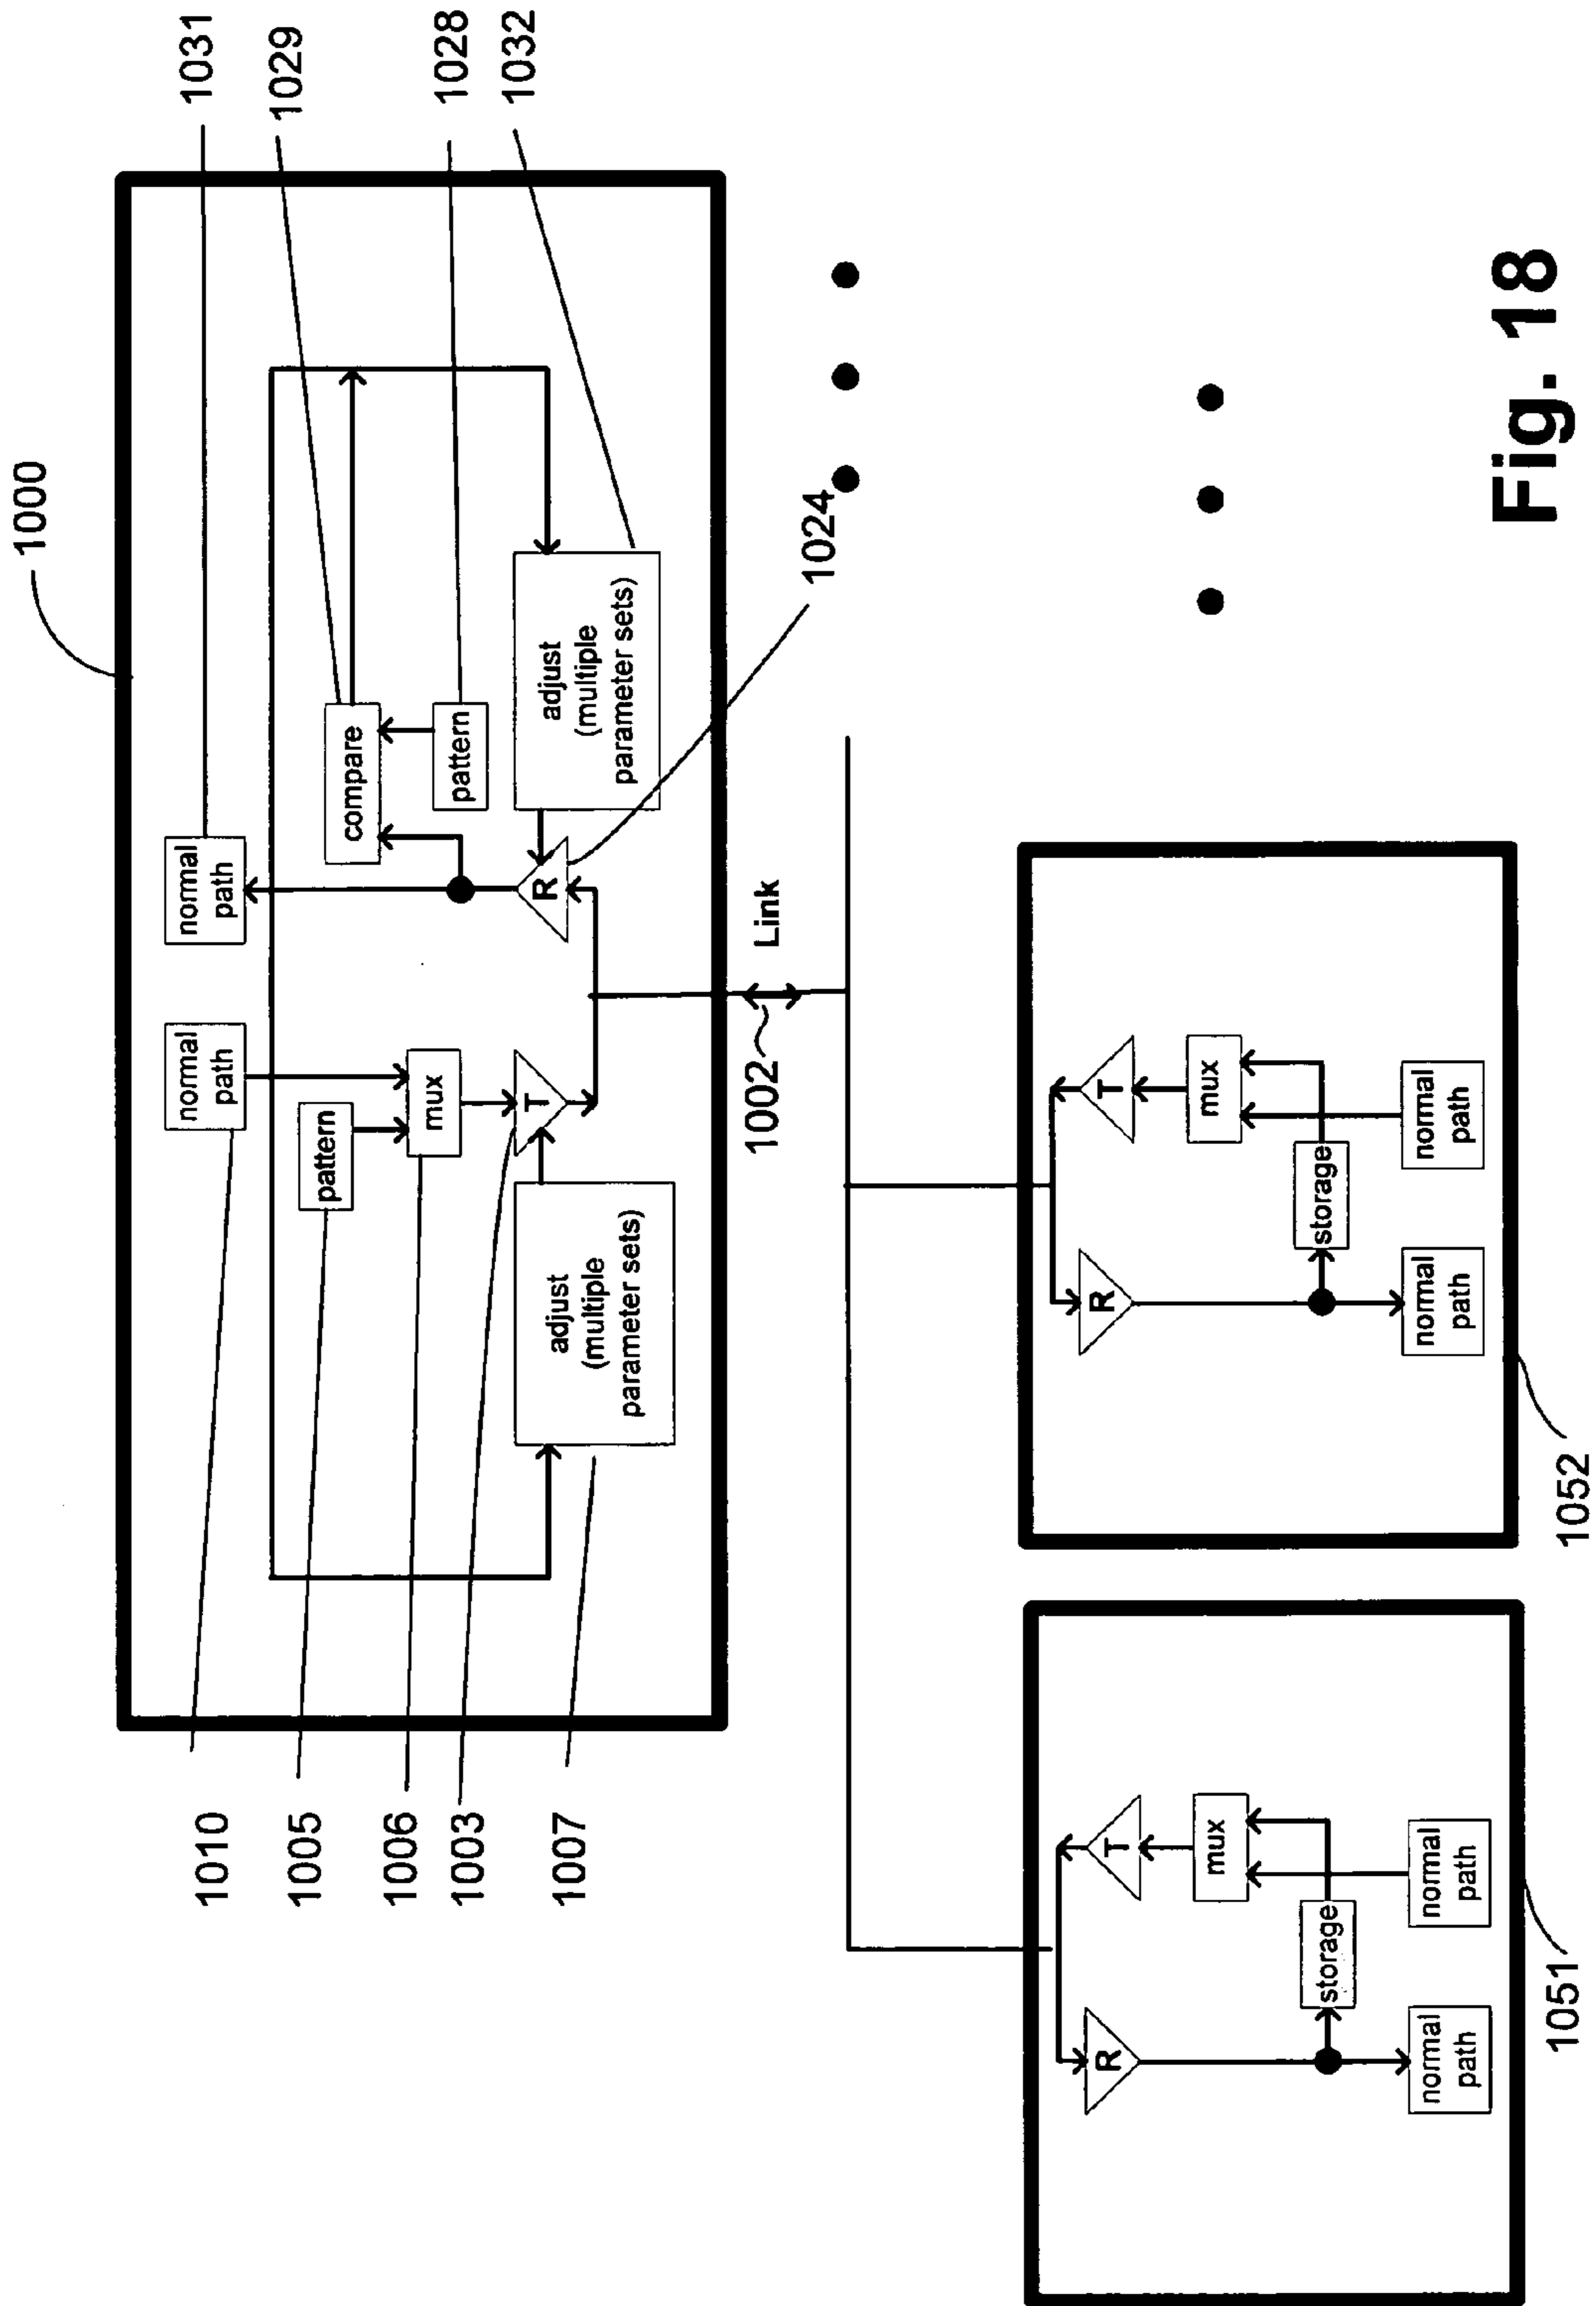 1000
1010
1005
1006
1003
1007
normal
path
pattern
mux
T
adjust
(multiple
parameter sets)
normal
path
compare
pattern
R
adjust
(multiple
parameter sets)
1031
1029
1028
1032
1024
1002
Link
R
T
mux
storage
normal
path
normal
path
1051
R
T
mux
storage
normal
path
normal
path
1052
Fig. 18